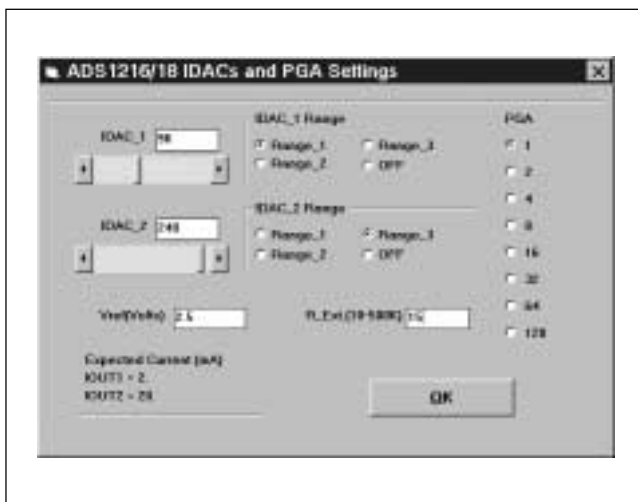 ADS1216/18 IDACs and PGA Settings
IDAC_1
IDAC_1 Range
Range_1
Range_3
Range_2
OFF
IDAC_2
IDAC_2 Range
Range_1
Range_3
Range_2
OFF
PGA
1
2
4
8
16
32
64
128
Vref(Volts) 2.5
R_Ext.(10-500K) 15
Expected Current (mA)
IOUT1 = 2.
IOUT2 =
OK